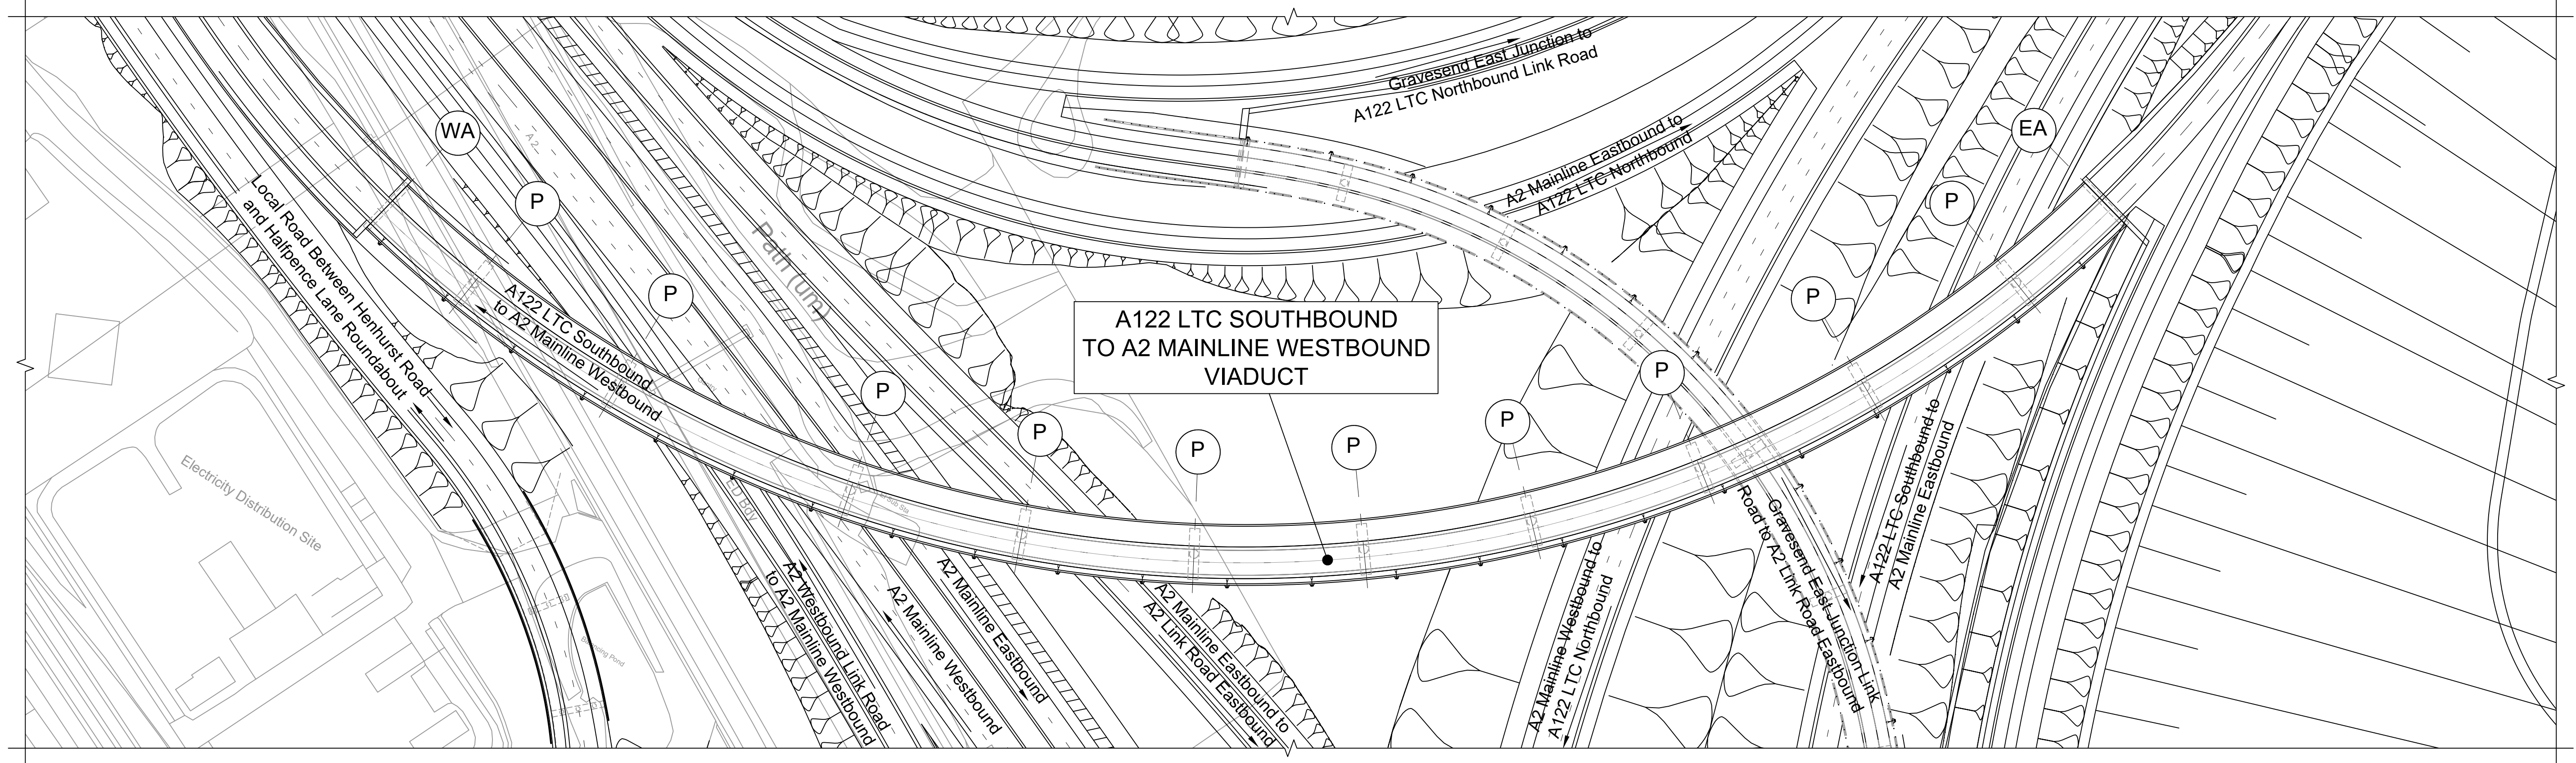 Gravesend East Junction to
A122 LTC Northbound Link Road
WA
A2
EA
A2 Mainline Eastbound to
A122 LTC Northbound
P
P
Local Road Between Henhurst Road
and Halfpence Lane Roundabout
Path (um)
P
P
A122 LTC Southbound
to A2 Mainline Westbound
A122 LTC SOUTHBOUND
TO A2 MAINLINE WESTBOUND
VIADUCT
P
P
P
P
P
P
Electricity Distribution Site
ED Bdy
A122 LTC Southbound to
A2 Mainline Eastbound
Gravesend East Junction Link
Road to A2 Link Road Eastbound
A2 Westbound Link Road
to A2 Mainline Westbound
A2 Mainline Westbound
A2 Mainline Eastbound
A2 Mainline Eastbound to
A2 Link Road Eastbound
A2 Mainline Westbound to
A122 LTC Northbound